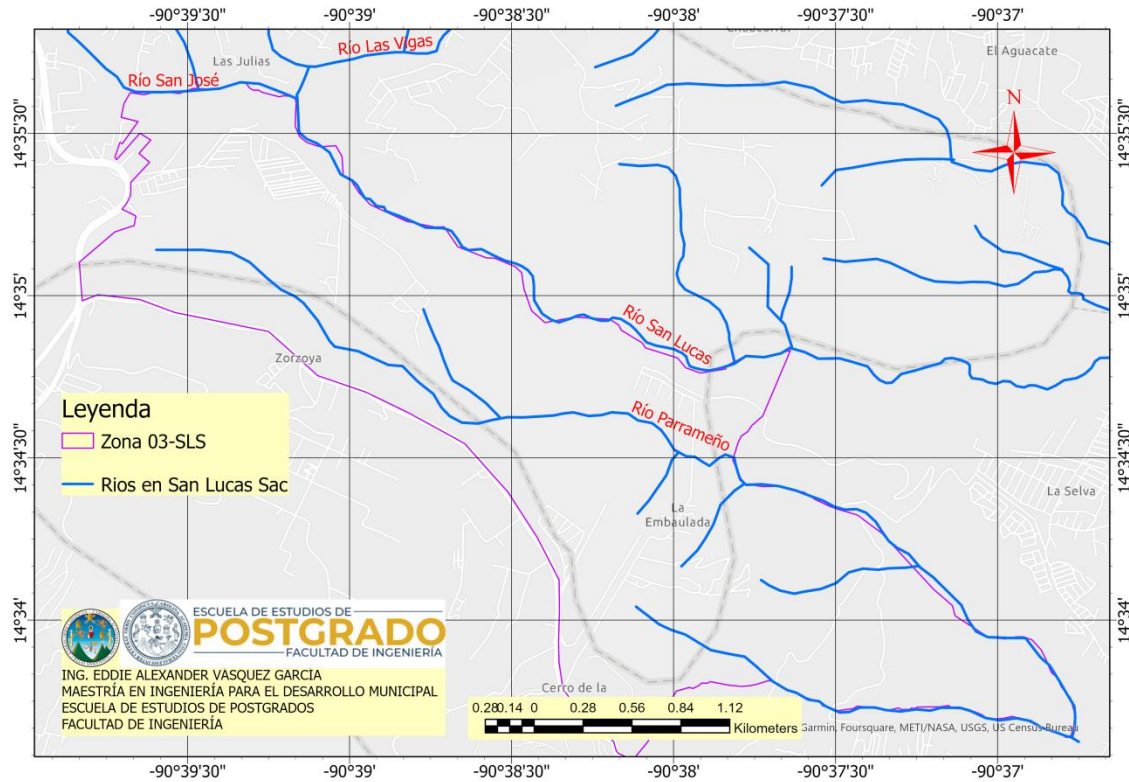 -90°39'30"
-90°39'
-90°38'30"
-90°38'
-90°37'30"
-90°37'
Río Las Vigas
El Aguacate
Las Julias
Río San José
N
14°35'30"
14°35'30"
14°35'
14°35'
Río San Lucas
Zorzoya
Leyenda
Río Parrameño
Zona 03-SLS
14°34'30"
14°34'30"
Rios en San Lucas Sac
La Selva
La
Embaulada
14°34'
14°34'
ESCUELA DE ESTUDIOS DE
POSTGRADO
FACULTAD DE INGENIERÍA
ING. EDDIE ALEXANDER VÁSQUEZ GARCIA
MAESTRÍA EN INGENIERÍA PARA EL DESARROLLO MUNICIPAL
ESCUELA DE ESTUDIOS DE POSTGRADOS
FACULTAD DE INGENIERÍA
Cerro de la
0.28 0.14 0 0.28 0.56 0.84 1.12
Kilometers
Garmin, Foursquare, METI/NASA, USGS, US Census Bureau
-90°39'30"
-90°39'
-90°38'30"
-90°38'
-90°37'30"
-90°37'